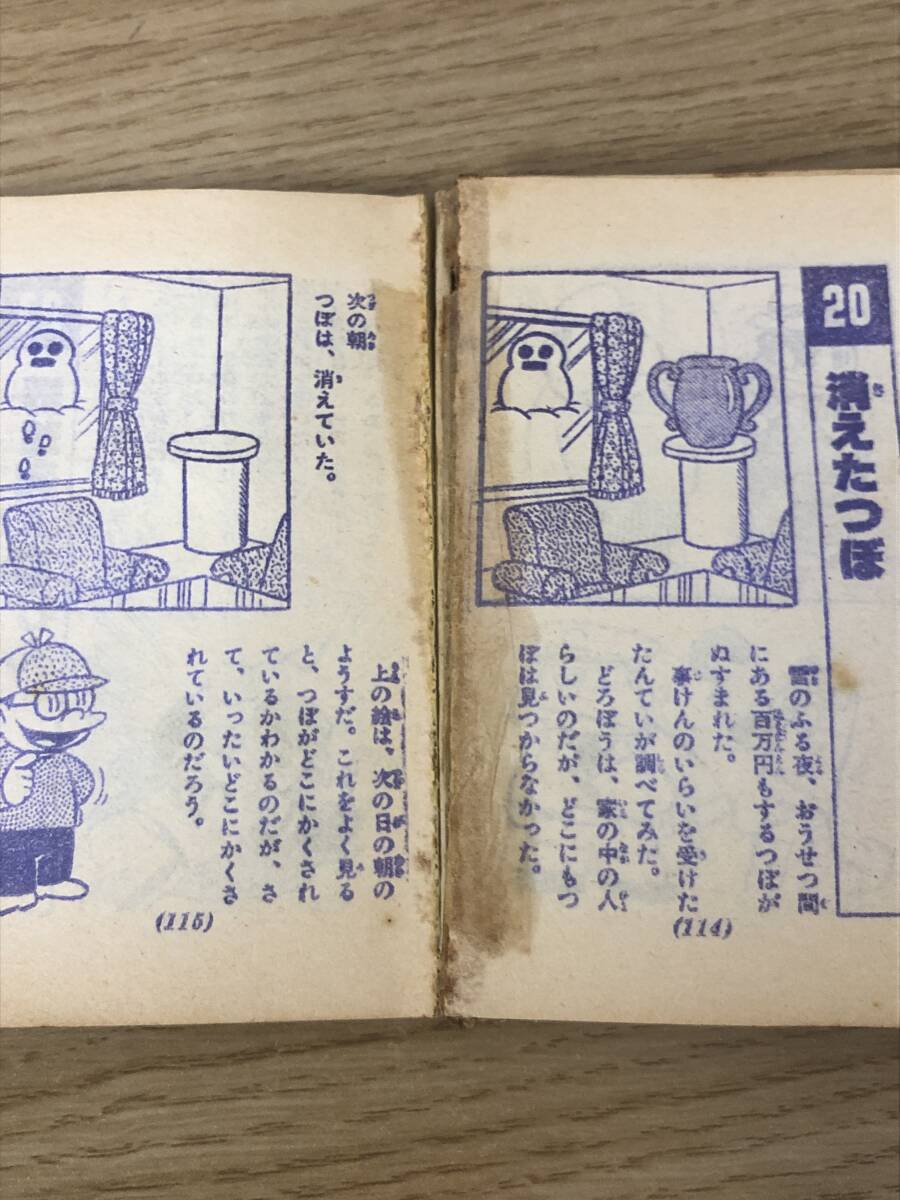 20
消えたつぼ
雪のふる夜、おうせつ間
にある百万円もするつぼが
ぬすまれた。
事けんのいらいを受けた
たんていが調べてみた。
どろぼうは、家の中の人
らしいのだが、どこにもつ
ぼは見つからなかった。
(114)
次の朝
つぼは、消えていた。
上の絵は、次の日の朝の
ようすだ。これをよく見る
と、つぼがどこにかくされ
ているかわかるのだが、さ
て、いったいどこにかくさ
れているのだろう。
(115)